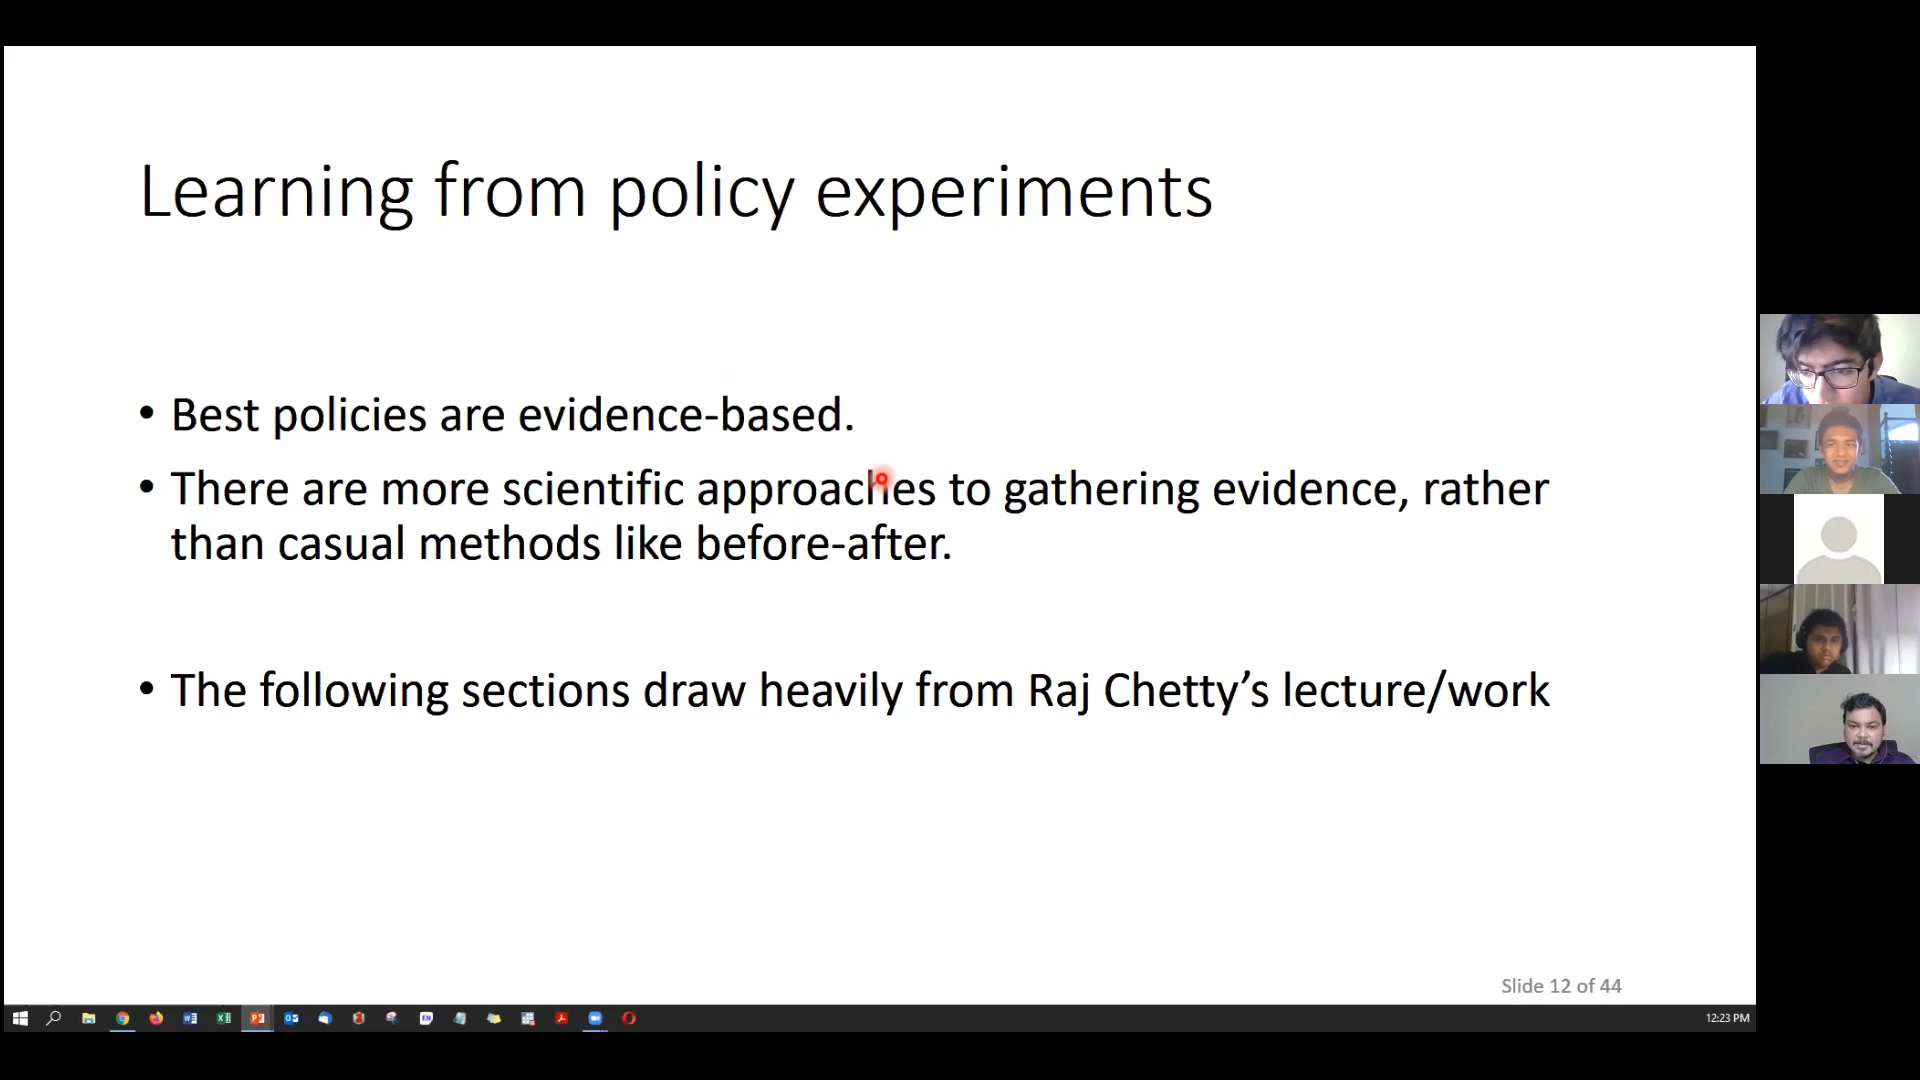 Learning from policy experiments
• Best policies are evidence-based.
• There are more scientific approaches to gathering evidence, rather
than casual methods like before-after.
• The following sections draw heavily from Raj Chetty’s lecture/work
Slide 12 of 44
12:23 PM